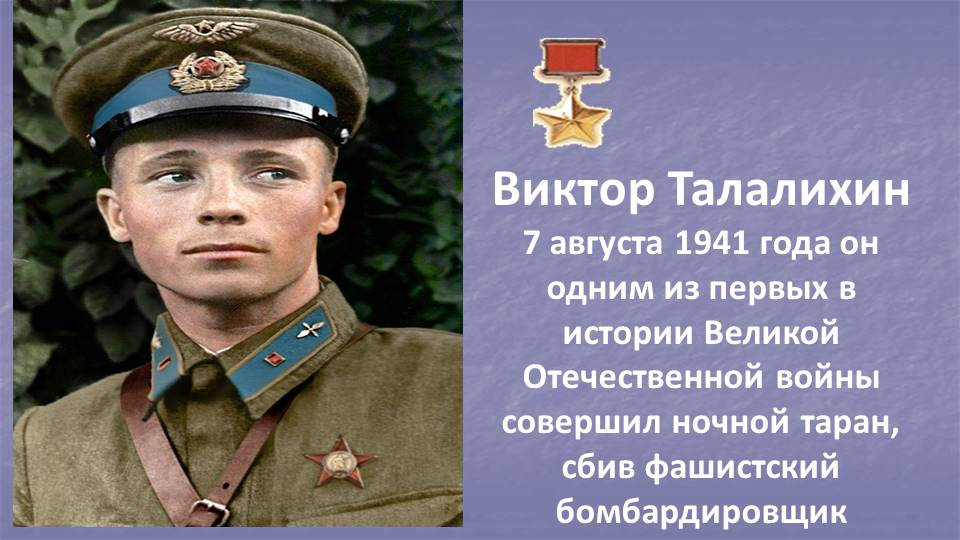 Виктор Талалихин
7 августа 1941 года он
одним из первых в
истории Великой
Отечественной войны
совершил ночной таран,
сбив фашистский
бомбардировщик